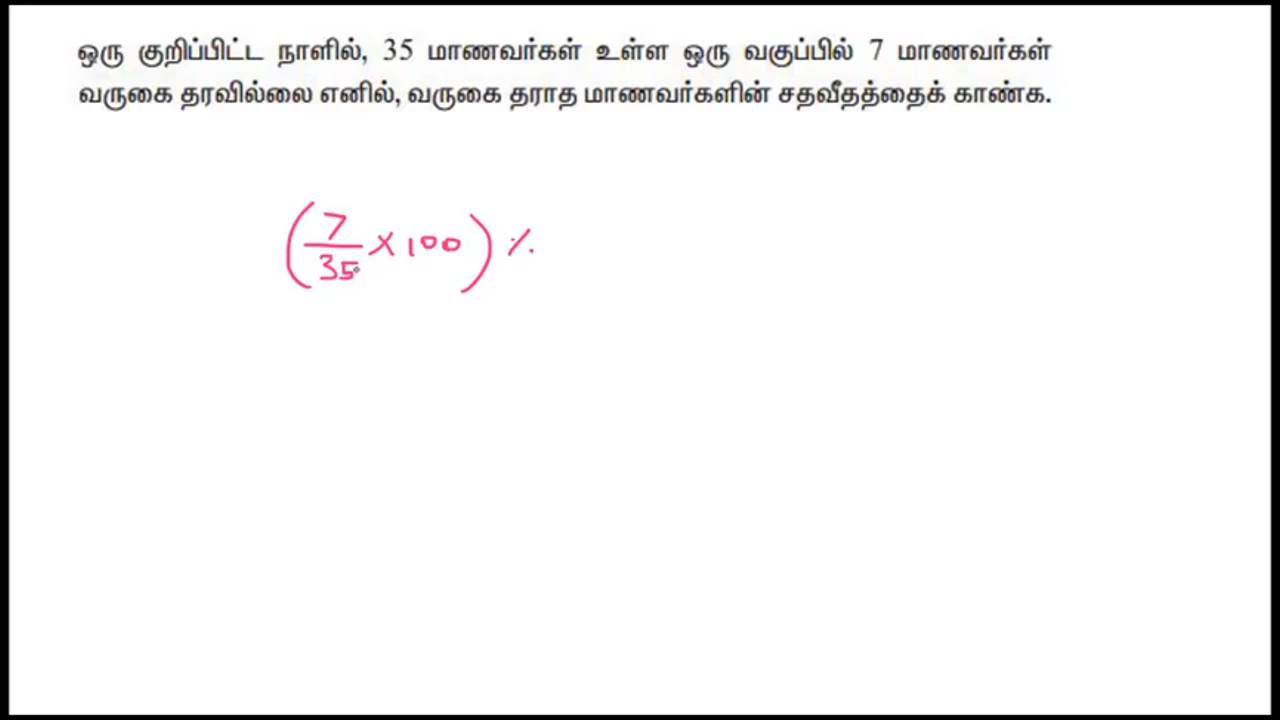 ஒரு குறிப்பிட்ட நாளில், 35 மாணவர்கள் உள்ள ஒரு வகுப்பில் 7 மாணவர்கள்
வருகை தரவில்லை எனில், வருகை தராத மாணவர்களின் சதவீதத்தைக் காண்க.
(7/35 × 100) %